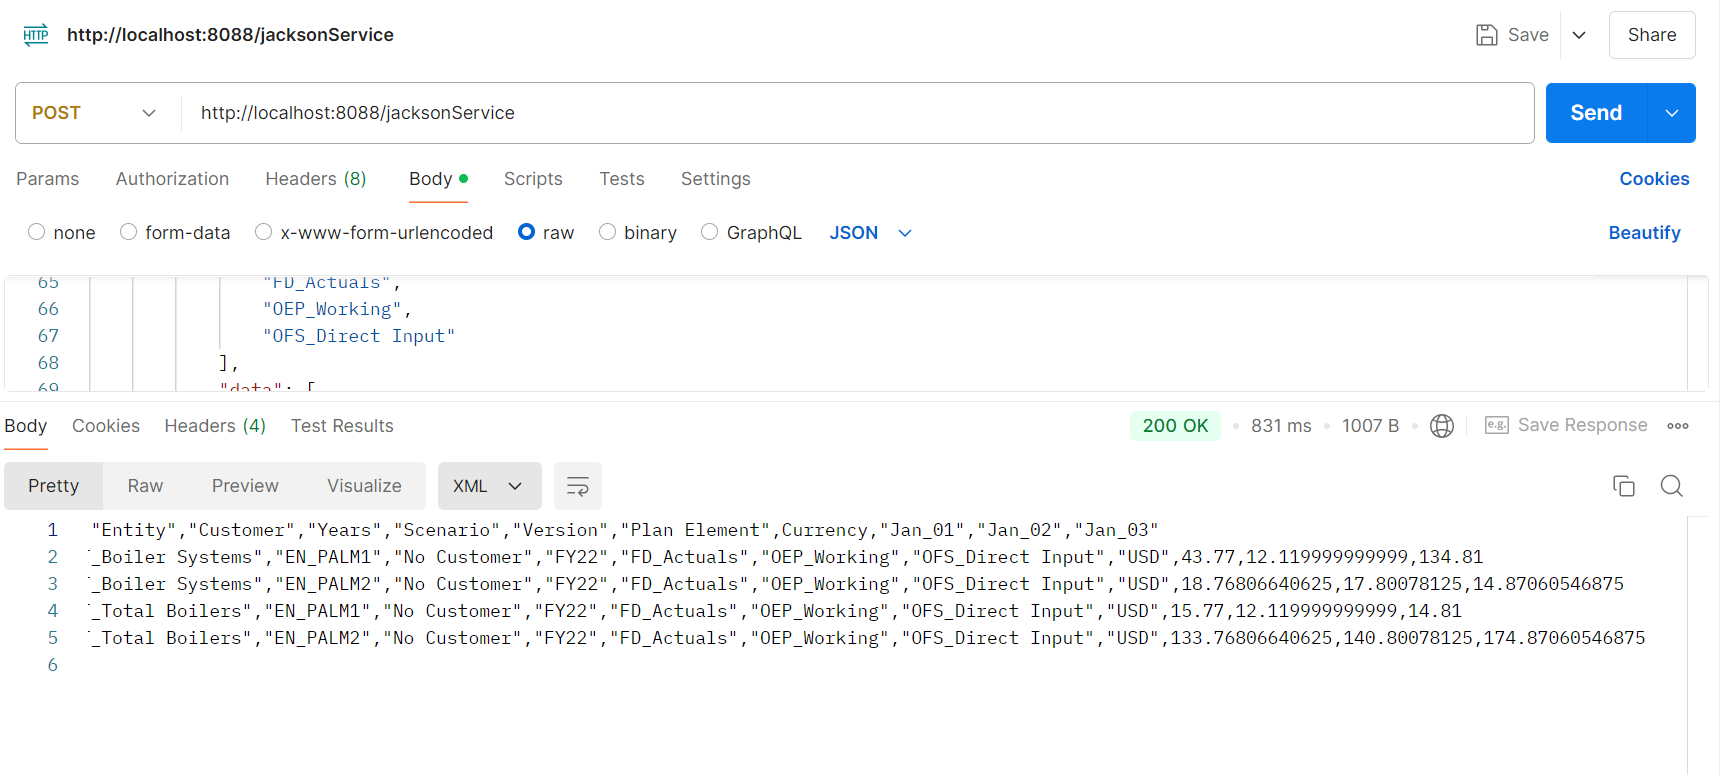 HTTP http://localhost:8088/jacksonService Save Share
POST http://localhost:8088/jacksonService Send
Params Authorization Headers (8) Body Scripts Tests Settings Cookies
none form-data x-www-form-urlencoded raw binary GraphQL JSON Beautify
65 "FD_Actuals",
66 "OEP_Working",
67 "OFS_Direct Input"
68 ],
69 "data": [
Body Cookies Headers (4) Test Results 200 OK 831 ms 1007 B e.g. Save Response
Pretty Raw Preview Visualize XML
1 "Entity","Customer","Years","Scenario","Version","Plan Element",Currency,"Jan_01","Jan_02","Jan_03"
2 _Boiler Systems","EN_PALM1","No Customer","FY22","FD_Actuals","OEP_Working","OFS_Direct Input","USD",43.77,12.119999999999,134.81
3 _Boiler Systems","EN_PALM2","No Customer","FY22","FD_Actuals","OEP_Working","OFS_Direct Input","USD",18.76806640625,17.80078125,14.87060546875
4 _Total Boilers","EN_PALM1","No Customer","FY22","FD_Actuals","OEP_Working","OFS_Direct Input","USD",15.77,12.119999999999,14.81
5 _Total Boilers","EN_PALM2","No Customer","FY22","FD_Actuals","OEP_Working","OFS_Direct Input","USD",133.76806640625,140.80078125,174.87060546875
6